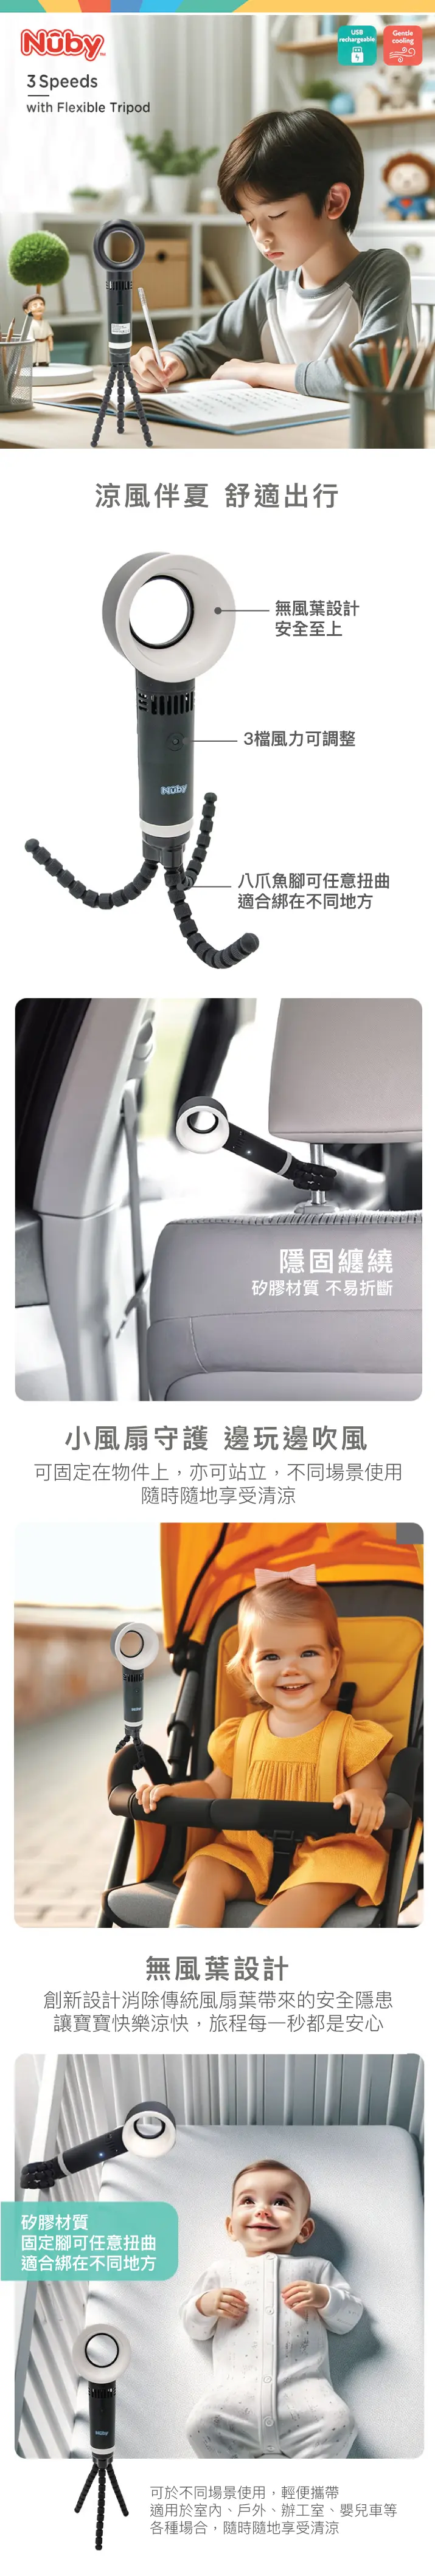 Nûby™
USB
rechargeable
Gentle
cooling
3 Speeds
with Flexible Tripod
涼風伴夏 舒適出行
無風葉設計
安全至上
3檔風力可調整
Nûby
八爪魚腳可任意扭曲
適合綁在不同地方
隱固纏繞
矽膠材質 不易折斷
小風扇守護 邊玩邊吹風
可固定在物件上，亦可站立，不同場景使用
隨時隨地享受清涼
無風葉設計
創新設計消除傳統風扇葉帶來的安全隱患
讓寶寶快樂涼快，旅程每一秒都是安心
矽膠材質
固定腳可任意扭曲
適合綁在不同地方
Nûby
可於不同場景使用，輕便攜帶
適用於室內、戶外、辦工室、嬰兒車等
各種場合，隨時隨地享受清涼